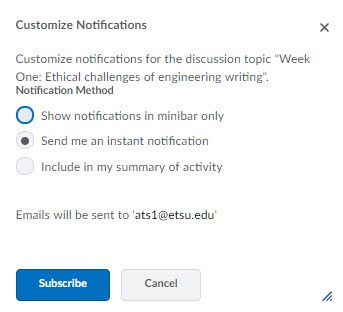 Customize Notifications
Customize notifications for the discussion topic "Week
One: Ethical challenges of engineering writing".
Notification Method
Show notifications in minibar only
Send me an instant notification
Include in my summary of activity
Emails will be sent to 'ats1@etsu.edu'
Subscribe
Cancel